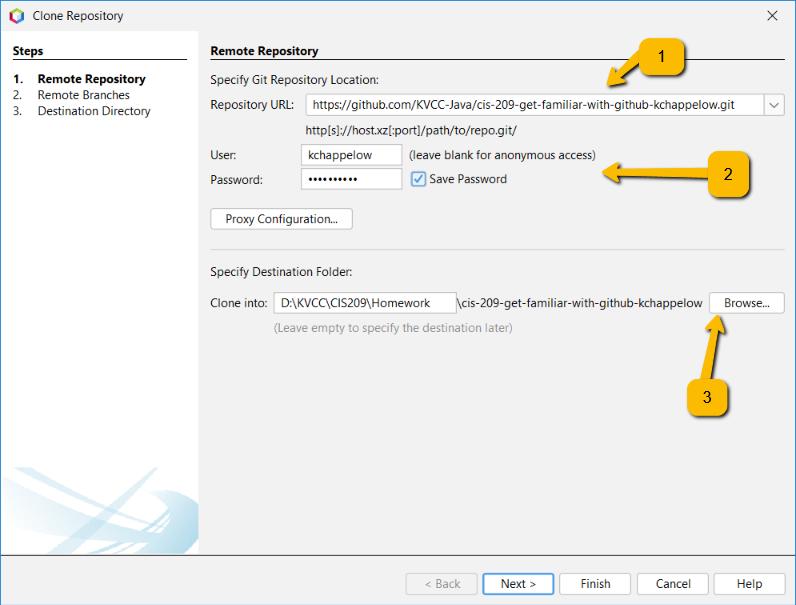 Clone Repository
Steps
1. Remote Repository
2. Remote Branches
3. Destination Directory
Remote Repository
Specify Git Repository Location:
1
Repository URL: https://github.com/KVCC-Java/cis-209-get-familiar-with-github-kchappelow.git
http[s]://host.xz[:port]/path/to/repo.git/
User: kchappelow (leave blank for anonymous access)
Password: •••••••••• Save Password
2
Proxy Configuration...
Specify Destination Folder:
Clone into: D:\KVCC\CIS209\Homework \cis-209-get-familiar-with-github-kchappelow Browse...
(Leave empty to specify the destination later)
3
< Back Next > Finish Cancel Help